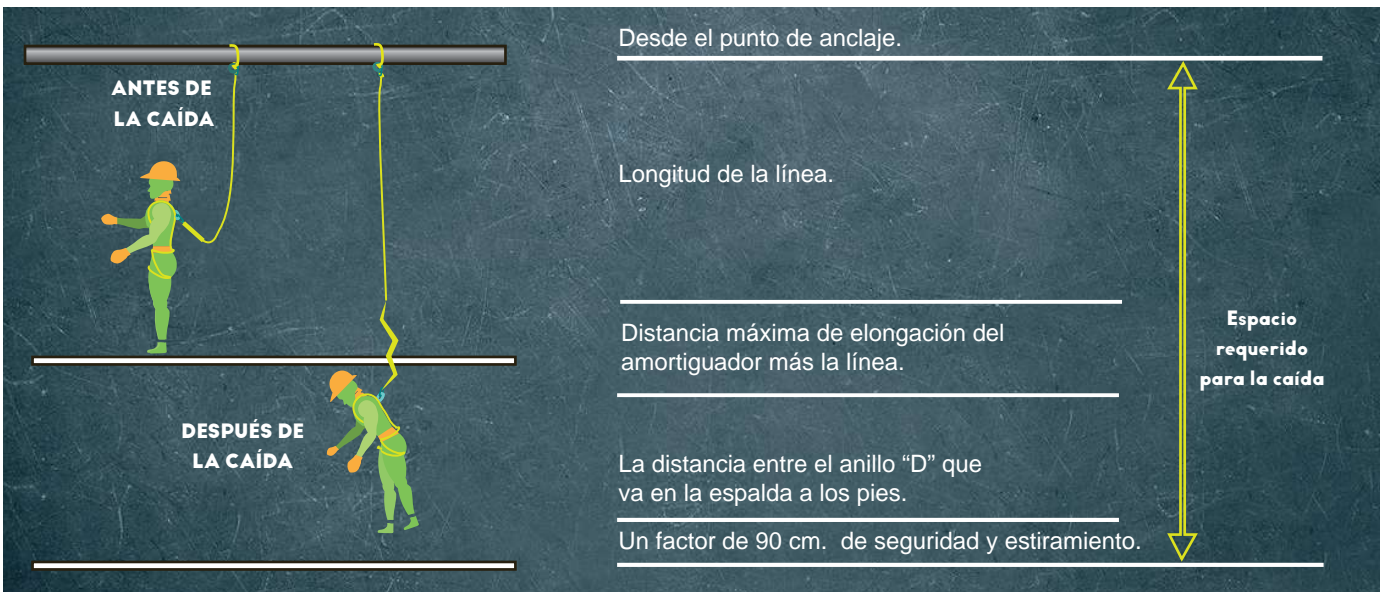 Desde el punto de anclaje.
ANTES DE
LA CAÍDA
Longitud de la línea.
Distancia máxima de elongación del
amortiguador más la línea.
Espacio
requerido
para la caída
DESPUÉS DE
LA CAÍDA
La distancia entre el anillo “D” que
va en la espalda a los pies.
Un factor de 90 cm.  de seguridad y estiramiento.